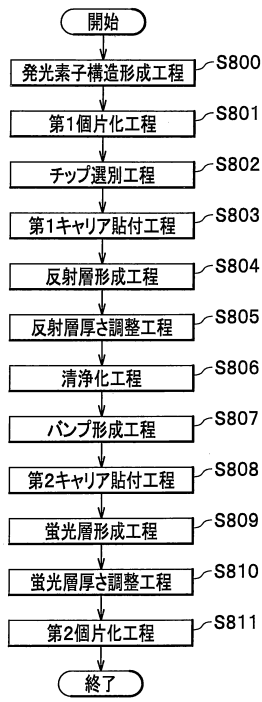 開始
発光素子構造形成工程 S800
第1個片化工程 S801
チップ選別工程 S802
第1キャリア貼付工程 S803
反射層形成工程 S804
反射層厚さ調整工程 S805
清浄化工程 S806
バンプ形成工程 S807
第2キャリア貼付工程 S808
蛍光層形成工程 S809
蛍光層厚さ調整工程 S810
第2個片化工程 S811
終了